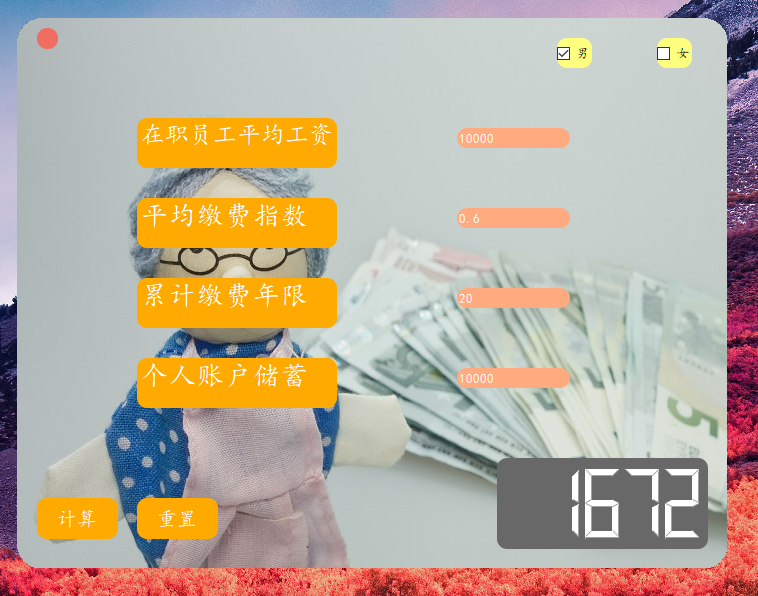 男 女
在职员工平均工资 10000
平均缴费指数 0.6
累计缴费年限 20
个人账户储蓄 10000
计算 重置 1672